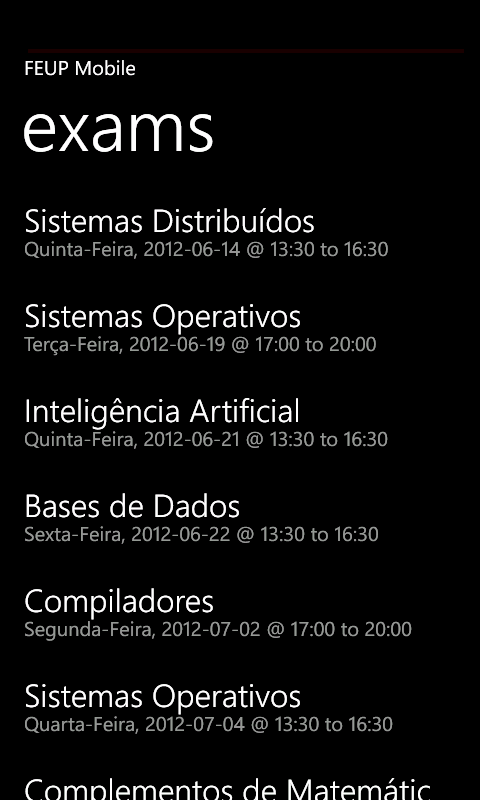 FEUP Mobile
exams
Sistemas Distribuídos
Quinta-Feira, 2012-06-14 @ 13:30 to 16:30
Sistemas Operativos
Terça-Feira, 2012-06-19 @ 17:00 to 20:00
Inteligência Artificial
Quinta-Feira, 2012-06-21 @ 13:30 to 16:30
Bases de Dados
Sexta-Feira, 2012-06-22 @ 13:30 to 16:30
Compiladores
Segunda-Feira, 2012-07-02 @ 17:00 to 20:00
Sistemas Operativos
Quarta-Feira, 2012-07-04 @ 13:30 to 16:30
Complementos de Matemátic